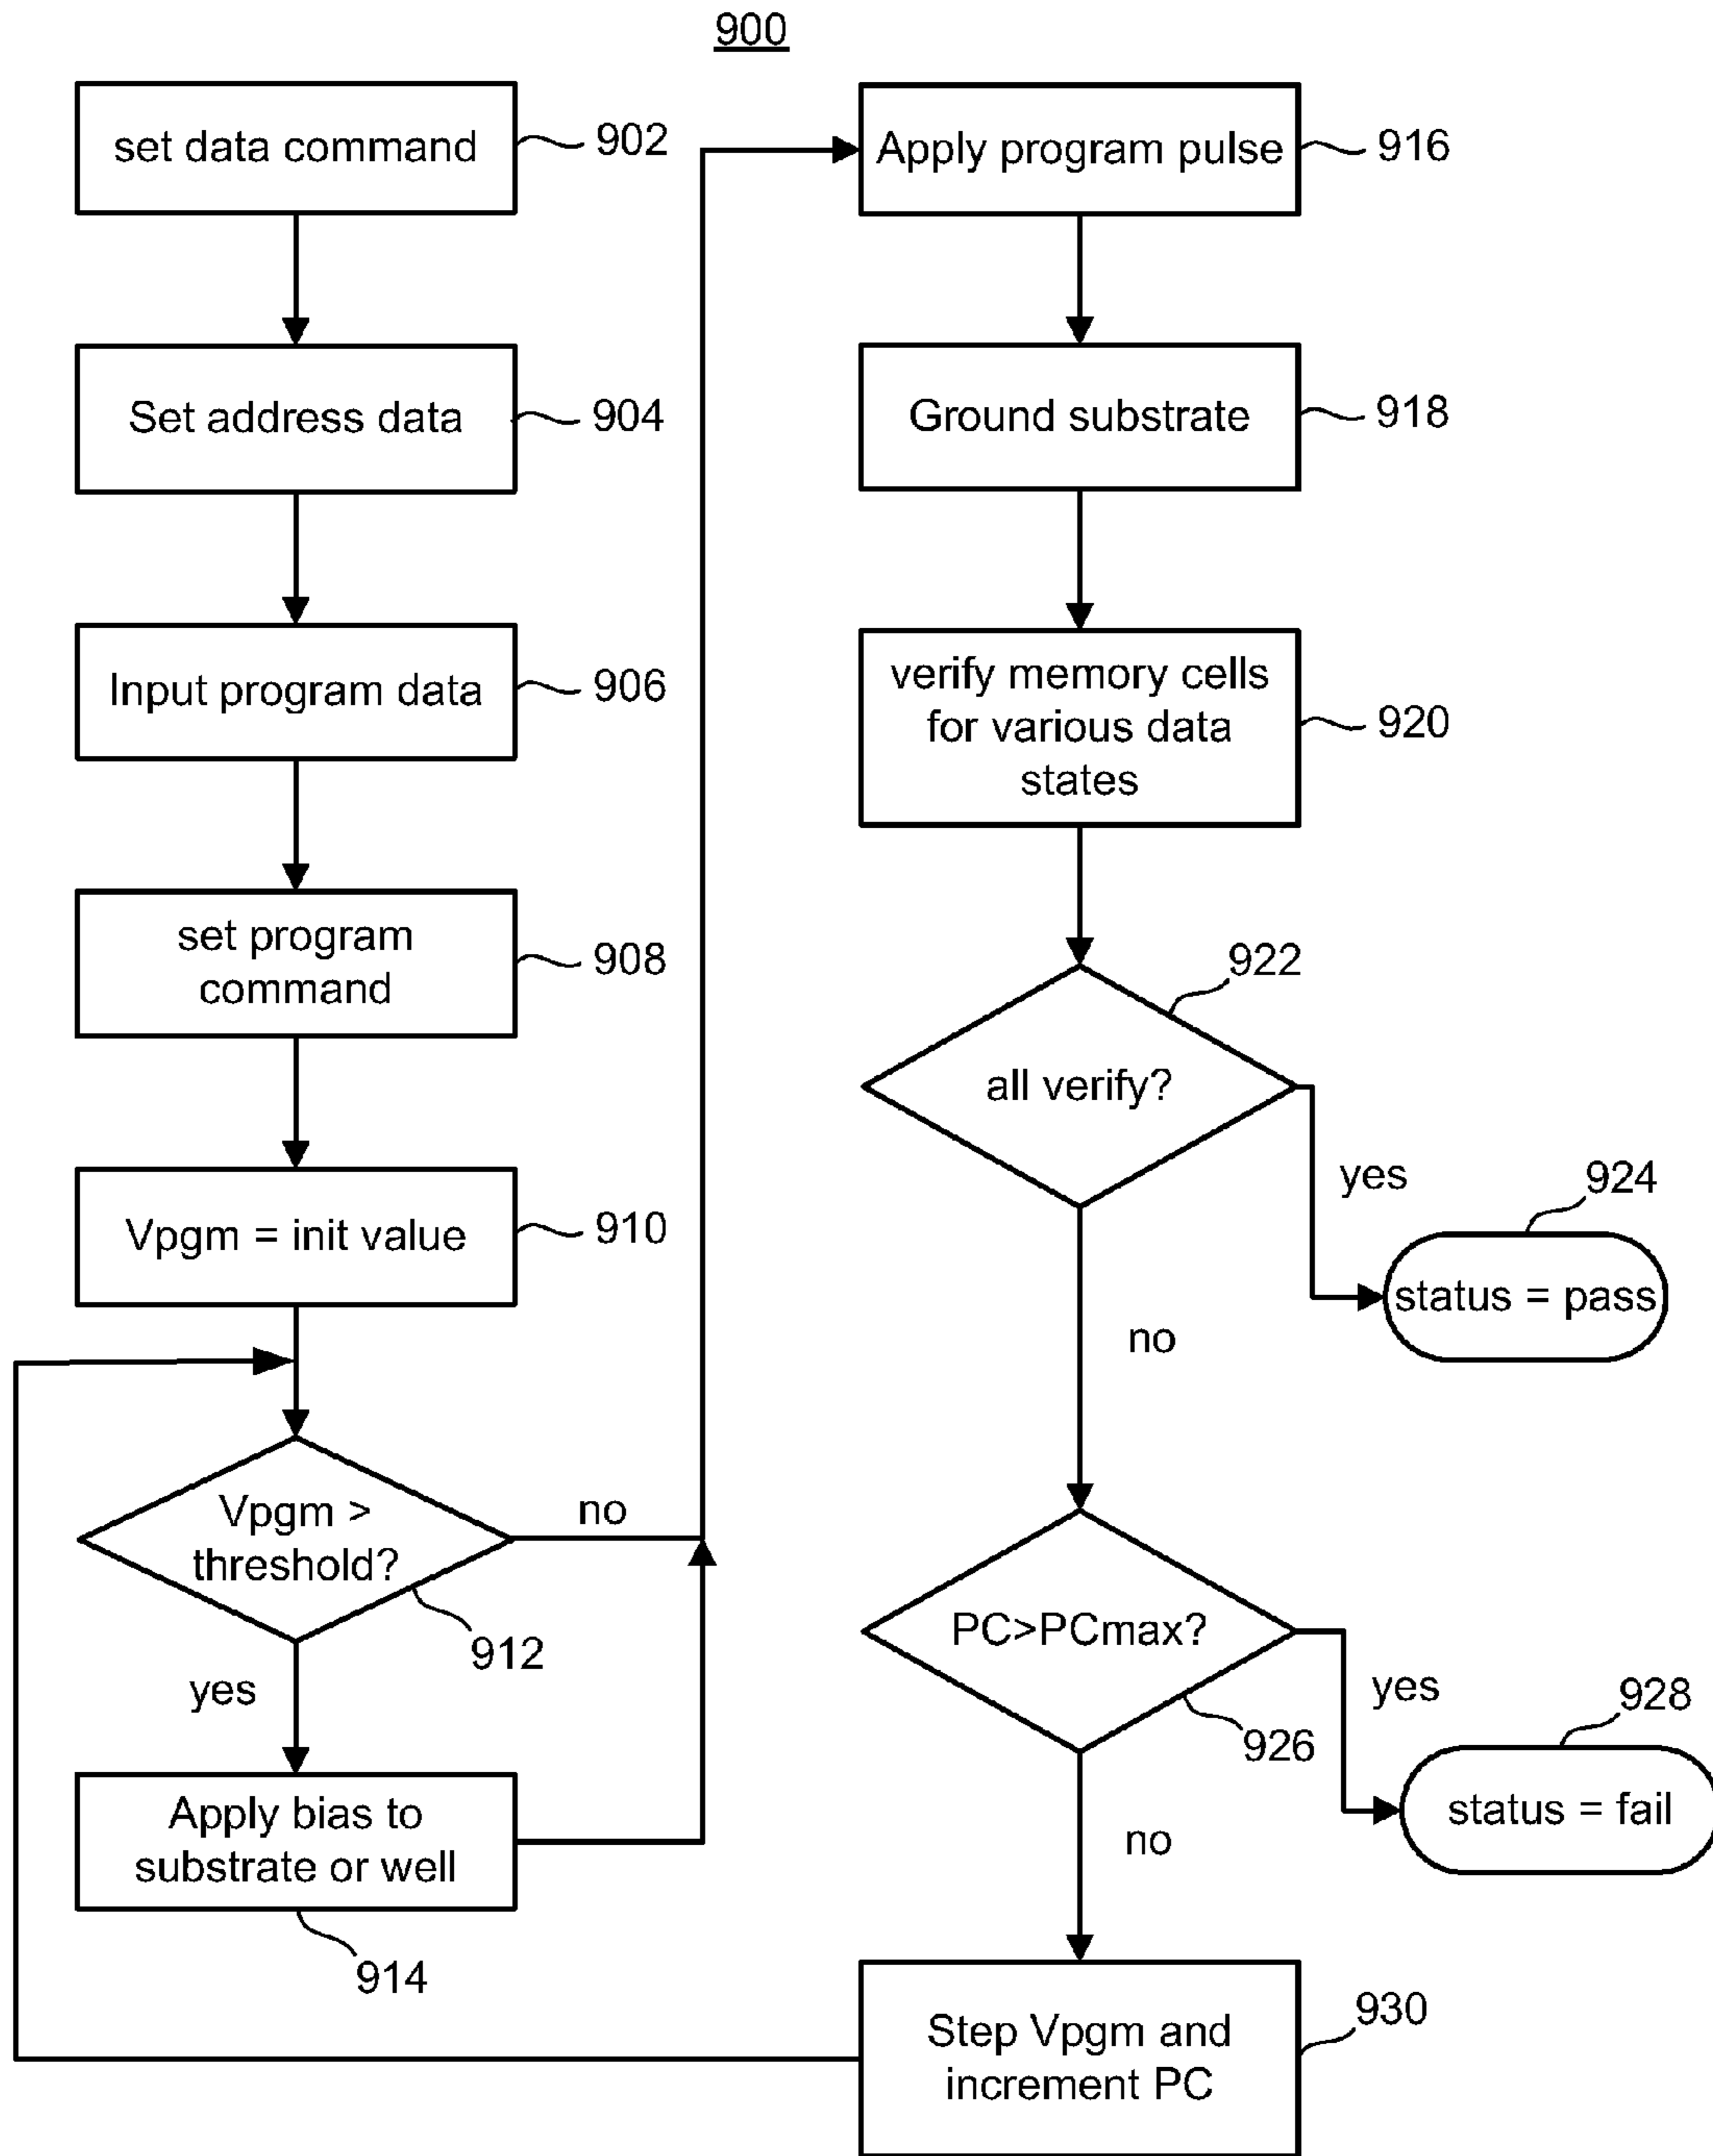 900
set data command
902
Set address data
904
Input program data
906
set program
command
908
Vpgm = init value
910
Vpgm >
threshold?
no
912
yes
Apply bias to
substrate or well
914
Apply program pulse
916
Ground substrate
918
verify memory cells
for various data
states
920
922
all verify?
yes
924
status = pass
no
PC>PCmax?
yes
926
928
status = fail
no
Step Vpgm and
increment PC
930